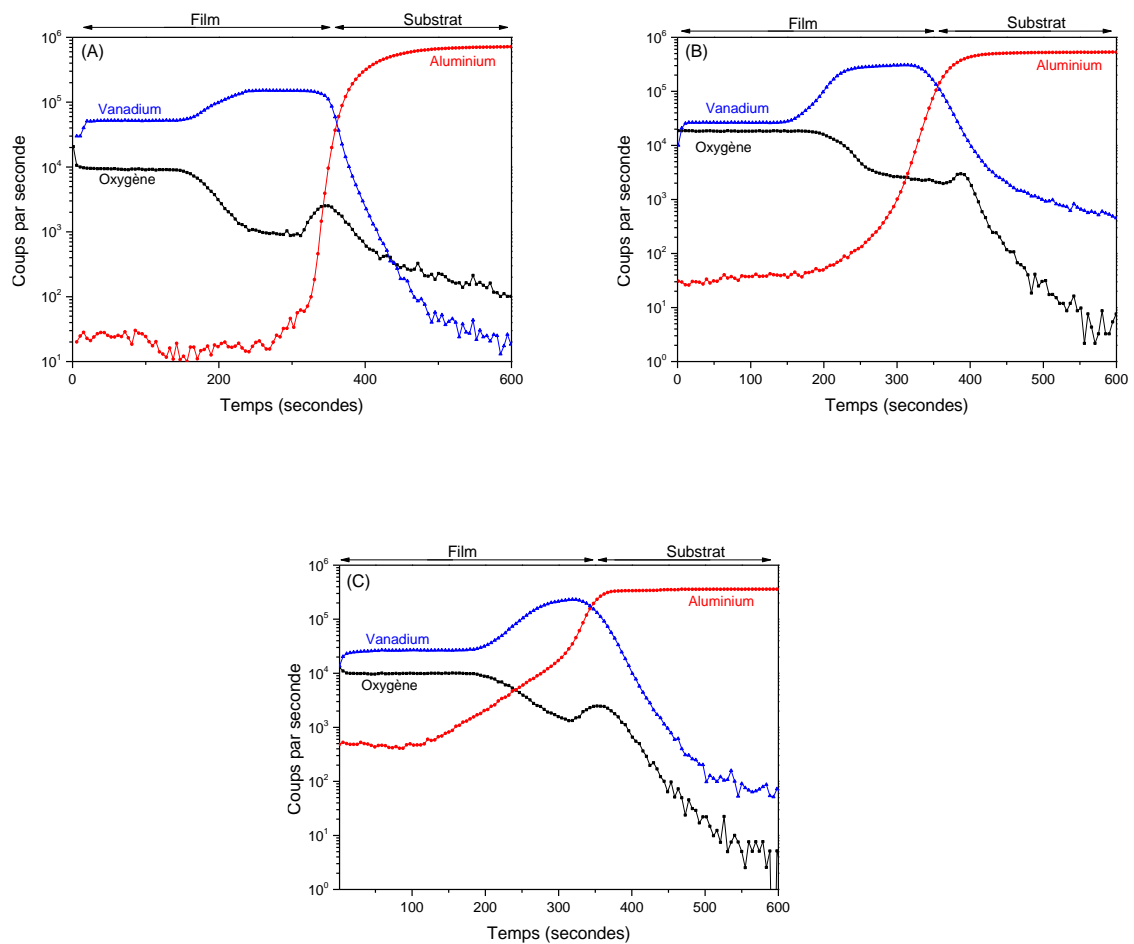 Film Substrat
(A)
Aluminium
Vanadium
Oxygène
10^6
10^5
10^4
10^3
10^2
10^1
0 200 400 600
Coups par seconde
Temps (secondes)
Film Substrat
(B)
Aluminium
Vanadium
Oxygène
10^6
10^5
10^4
10^3
10^2
10^1
10^0
0 100 200 300 400 500 600
Coups par seconde
Temps (secondes)
Film Substrat
(C)
Aluminium
Vanadium
Oxygène
10^6
10^5
10^4
10^3
10^2
10^1
10^0
100 200 300 400 500 600
Coups par seconde
Temps (secondes)